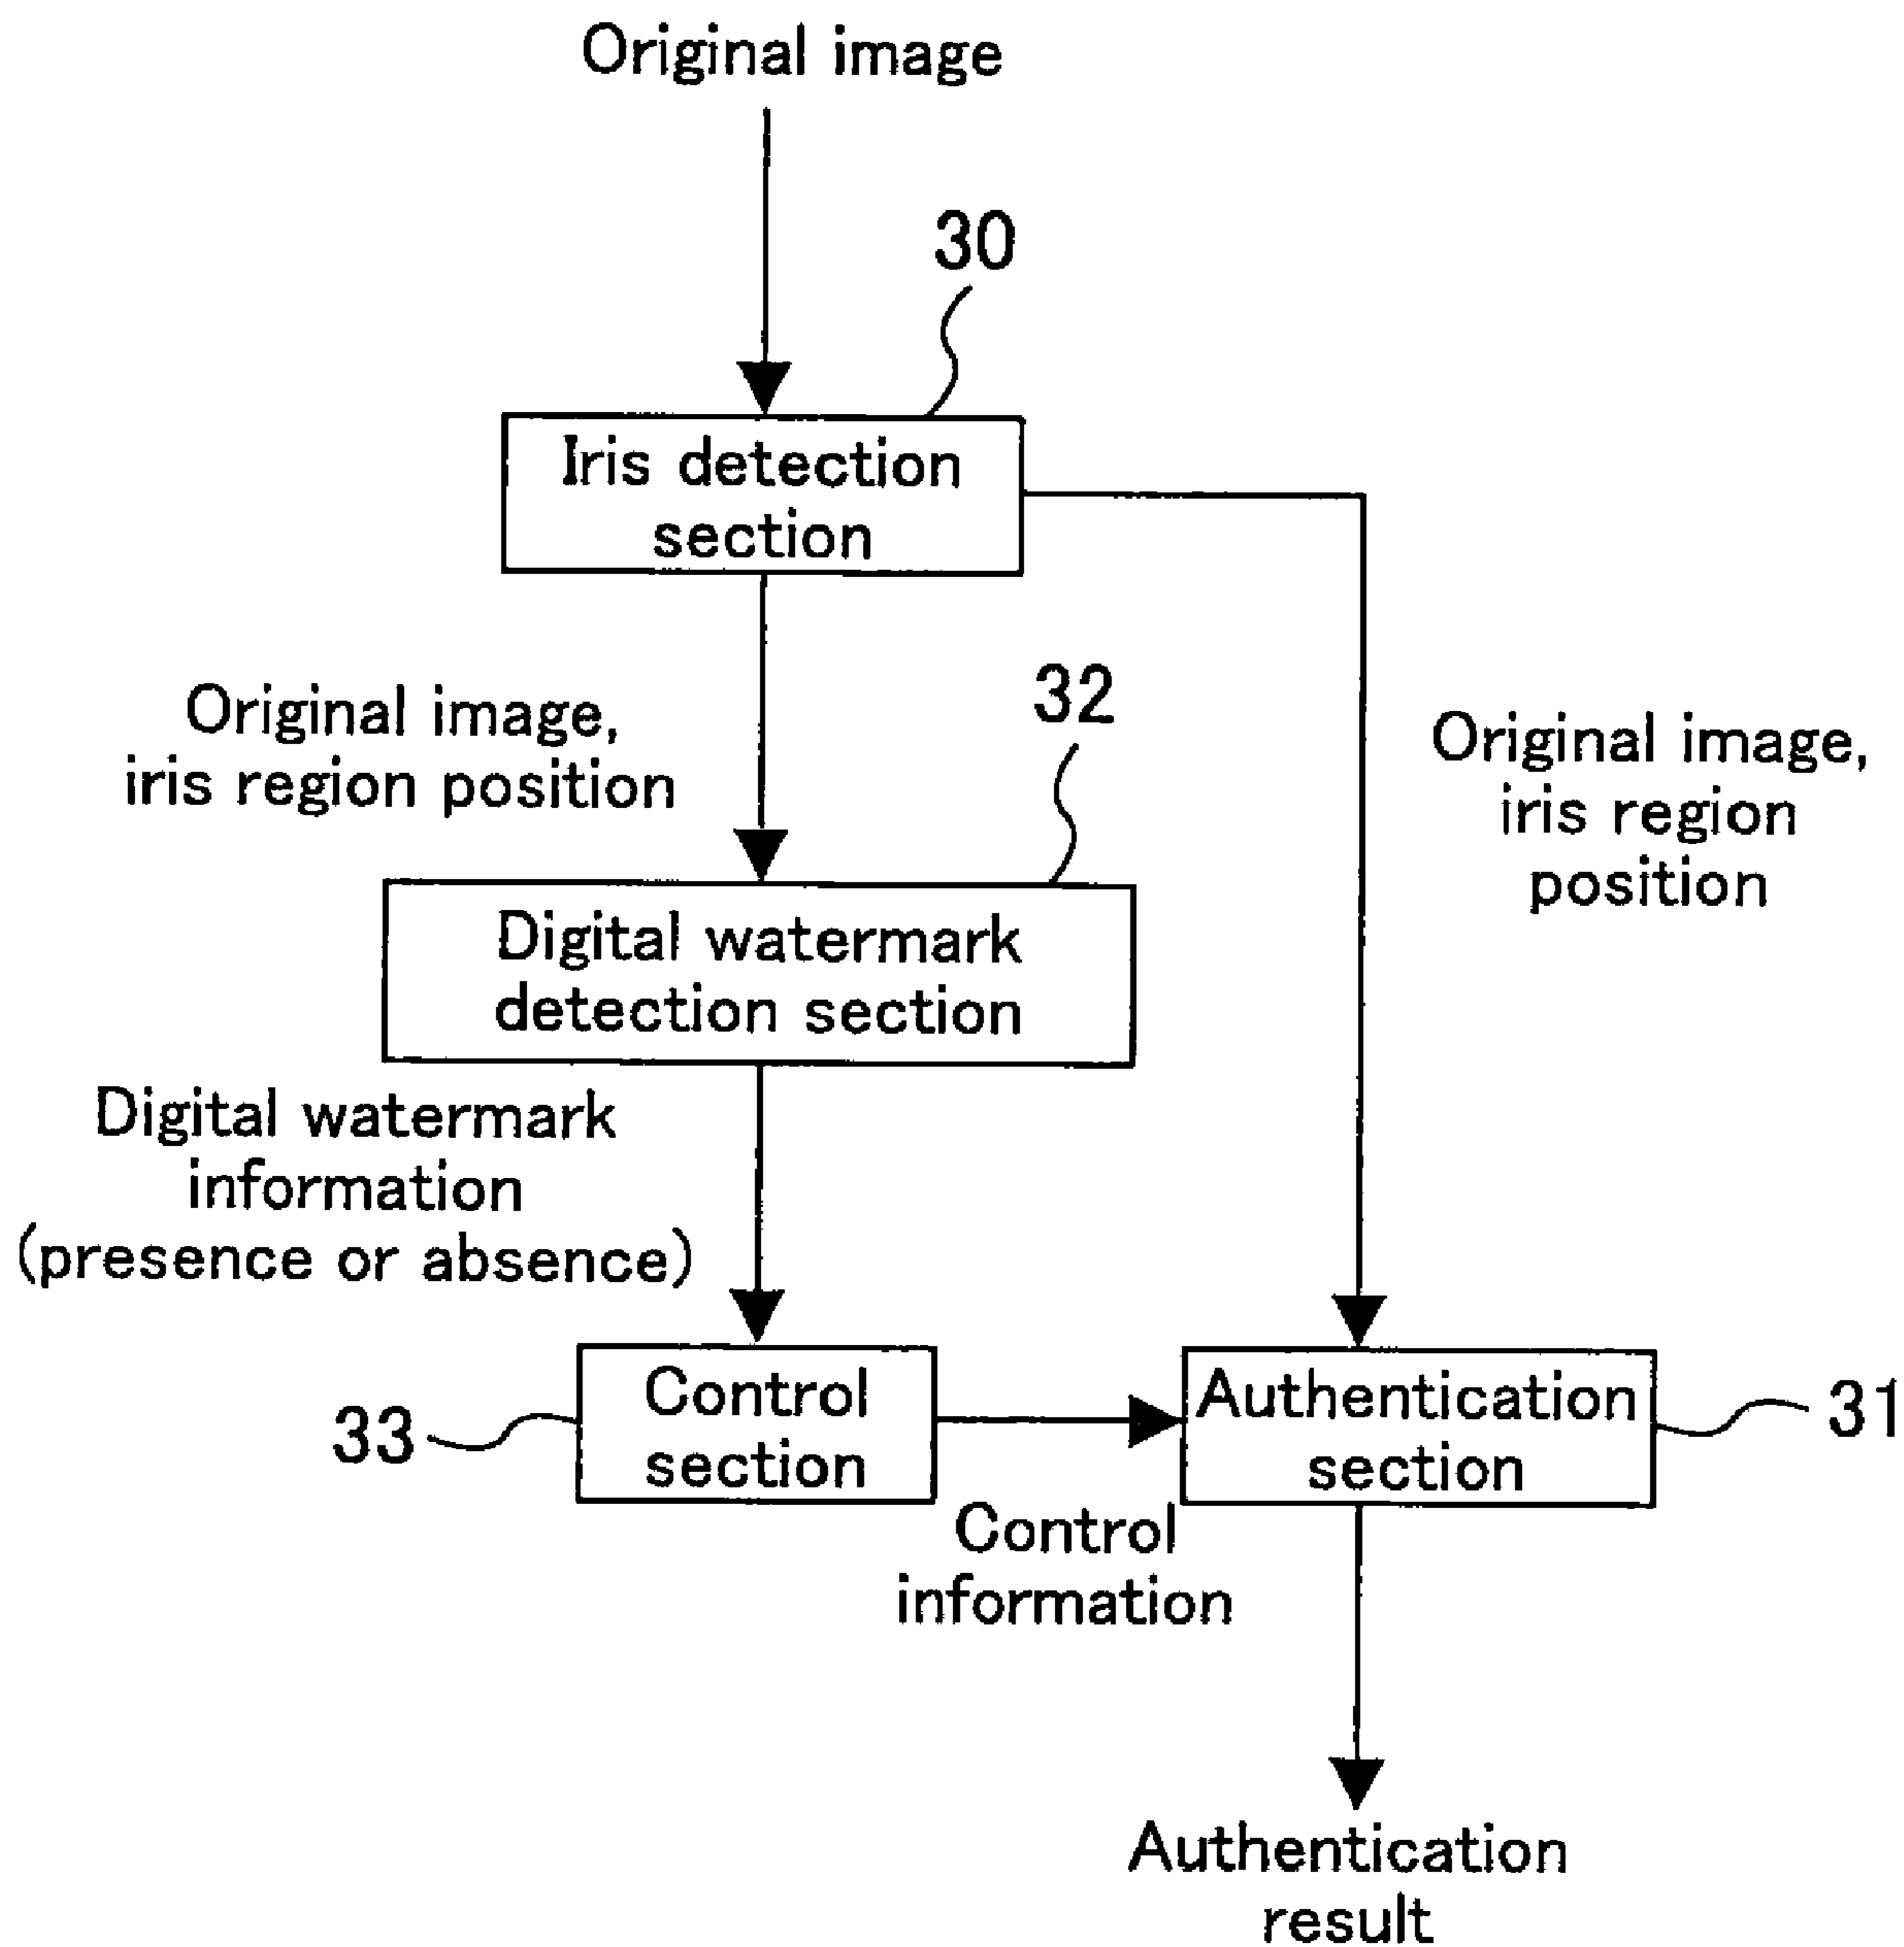 Original image
30
Iris detection
section
32
Original image,
iris region position
Original image,
iris region
position
Digital watermark
detection section
Digital watermark
information
(presence or absence)
33
Control
section
Authentication
section
31
Control
information
Authentication
result